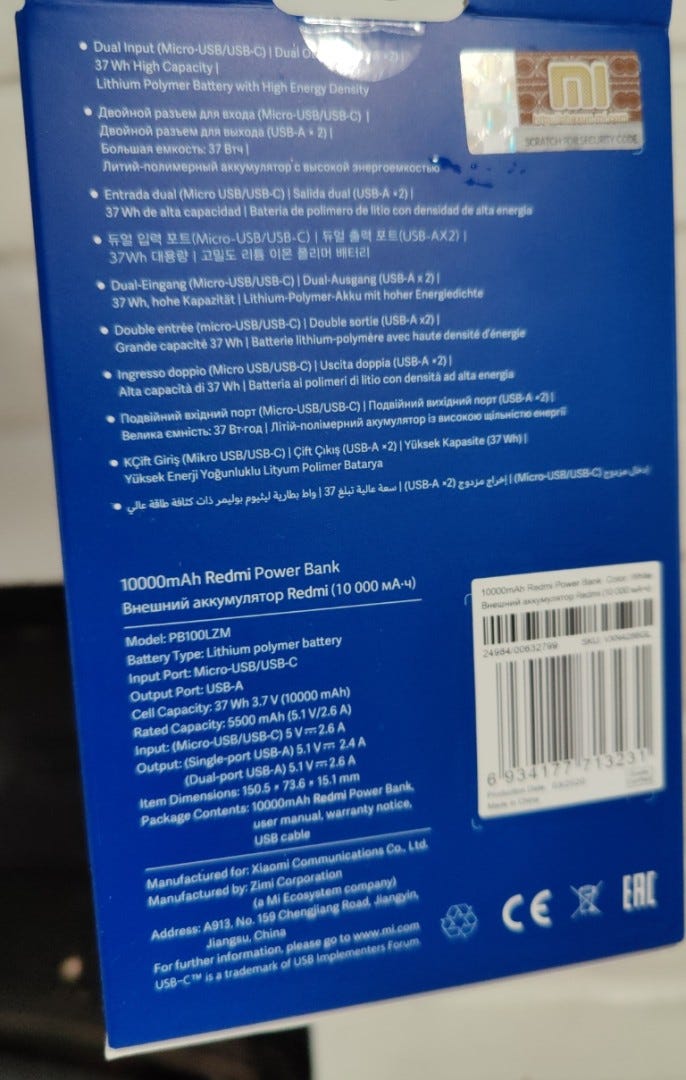 • Dual Input (Micro-USB/USB-C) | Dual ×2) |
37 Wh High Capacity |
Lithium Polymer Battery with High Energy Density
• Двойной разъем для входа (Micro-USB/USB-C) |
Двойной разъем для выхода (USB-A × 2) |
Большая емкость: 37 Втч |
Литий-полимерный аккумулятор с высокой энергоемкостью
• Entrada dual (Micro USB/USB-C) | Salida dual (USB-A ×2) |
37 Wh de alta capacidad | Bateria de polimero de litio con densidad de alta energia
• 듀얼 입력 포트(Micro-USB/USB-C) | 듀얼 출력 포트(USB-AX2) |
37Wh 대용량 | 고밀도 리튬 이온 폴리머 배터리
• Dual-Eingang (Micro-USB/USB-C) | Dual-Ausgang (USB-A x 2) |
37 Wh, hohe Kapazität | Lithium-Polymer-Akku mit hoher Energiedichte
• Double entrée (micro-USB/USB-C) | Double sortie (USB-A x2) |
Grande capacité 37 Wh | Batterie lithium-polymère avec haute densité d'énergie
• Ingresso doppio (Micro USB/USB-C) | Uscita doppia (USB-A ×2) |
Alta capacità di 37 Wh | Batteria ai polimeri di litio con densità ad alta energia
• Подвійний вхідний порт (Micro-USB/USB-C) | Подвійний вихідний порт (USB-A ×2) |
Велика ємність: 37 Вт·год | Літій-полімерний акумулятор із високою щільністю енергії
• KÇift Giriş (Mikro USB/USB-C) | Çift Çıkış (USB-A ×2) | Yüksek Kapasite (37 Wh) |
Yüksek Enerji Yoğunluklu Lityum Polimer Batarya
• إدخال مزدوج (Micro-USB/USB-C) | إخراج مزدوج (USB-A ×2) | سعة عالية تبلغ 37 | واط بطارية ليثيوم بوليمر ذات كثافة طاقة عالي
mi
SCRATCH FOR SECURITY CODE
10000mAh Redmi Power Bank
Внешний аккумулятор Redmi (10 000 мА·ч)
Model: PB100LZM
Battery Type: Lithium polymer battery
Input Port: Micro-USB/USB-C
Output Port: USB-A
Cell Capacity: 37 Wh 3.7 V (10000 mAh)
Rated Capacity: 5500 mAh (5.1 V/2.6 A)
Input: (Micro-USB/USB-C) 5 V⎓2.6 A
Output: (Single-port USB-A) 5.1 V⎓ 2.4 A
(Dual-port USB-A) 5.1 V⎓2.6 A
Item Dimensions: 150.5 × 73.6 × 15.1 mm
Package Contents: 10000mAh Redmi Power Bank,
user manual, warranty notice,
USB cable
Manufactured for: Xiaomi Communications Co., Ltd.
Manufactured by: Zimi Corporation
(a Mi Ecosystem company)
Address: A913, No. 159 Chengjiang Road, Jiangyin,
Jiangsu, China
For further information, please go to www.mi.com
USB-C™ is a trademark of USB Implementers Forum
10000mAh Redmi Power Bank Color: White
Внешний аккумулятор Redmi (10 000 мА·ч)
24984/00632799 SKU:
6 934177 713231
Production Date:
Made in China
CE
EAC